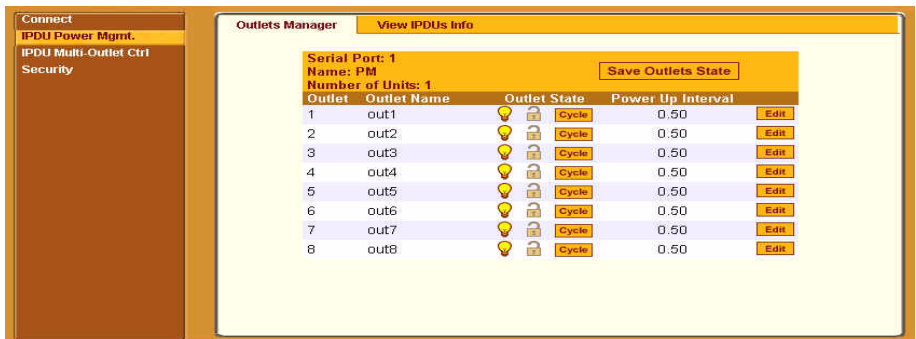 Connect
IPDU Power Mgmt.
IPDU Multi-Outlet Ctrl
Security
Outlets Manager View IPDUs Info
Serial Port: 1
Name: PM
Number of Units: 1
Save Outlets State
Outlet Outlet Name Outlet State Power Up Interval
1 out1 Cycle 0.50 Edit
2 out2 Cycle 0.50 Edit
3 out3 Cycle 0.50 Edit
4 out4 Cycle 0.50 Edit
5 out5 Cycle 0.50 Edit
6 out6 Cycle 0.50 Edit
7 out7 Cycle 0.50 Edit
8 out8 Cycle 0.50 Edit